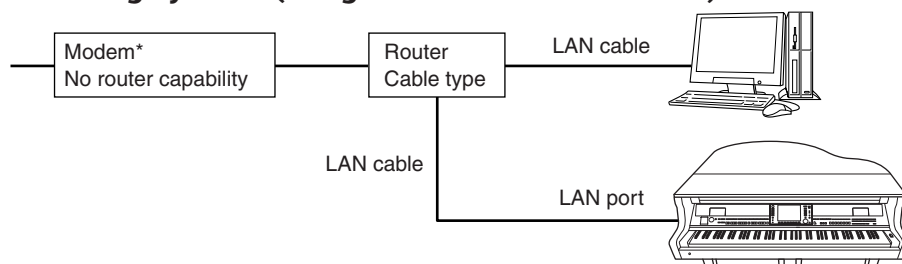 Modem*
No router capability
Router
Cable type
LAN cable
LAN cable
LAN port